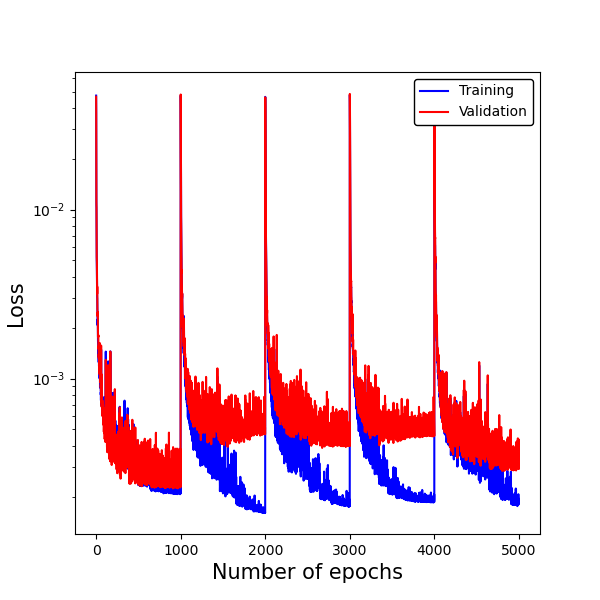 Training
Validation
Loss
10⁻²
10⁻³
0 1000 2000 3000 4000 5000
Number of epochs